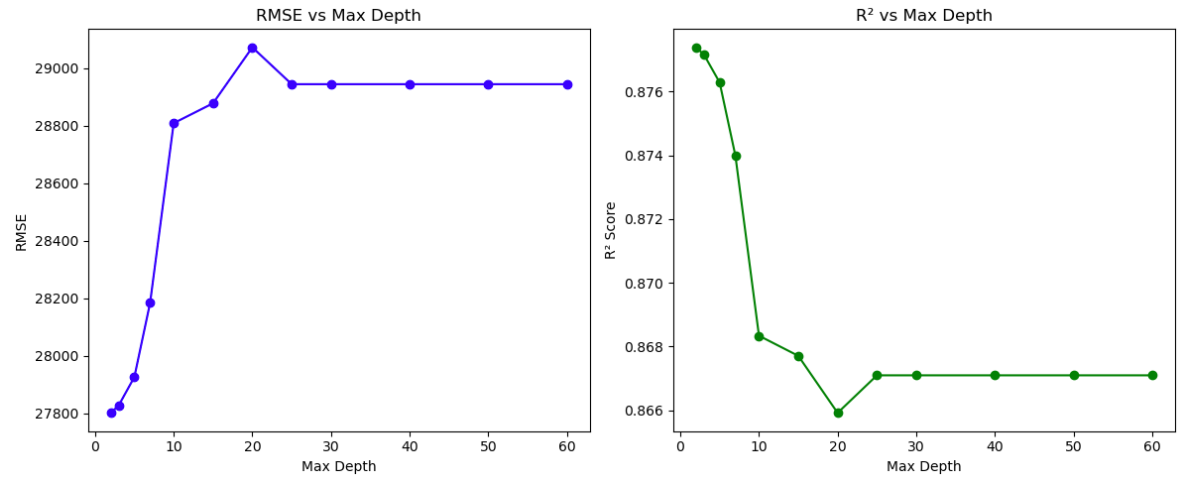 RMSE vs Max Depth
29000
28800
28600
28400
28200
28000
27800
RMSE
0 10 20 30 40 50 60
Max Depth
R² vs Max Depth
0.876
0.874
0.872
0.870
0.868
0.866
R² Score
0 10 20 30 40 50 60
Max Depth